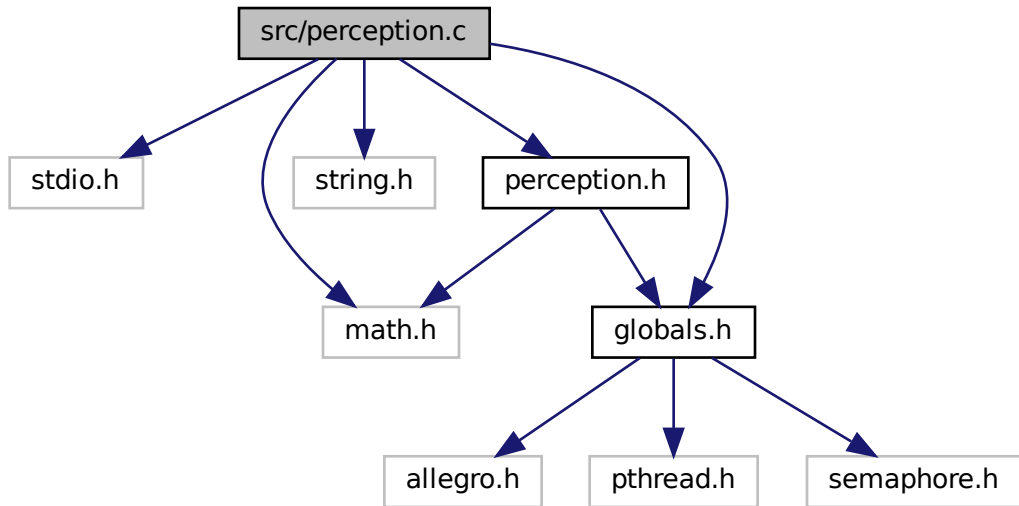 src/perception.c
stdio.h
string.h
perception.h
math.h
globals.h
allegro.h
pthread.h
semaphore.h